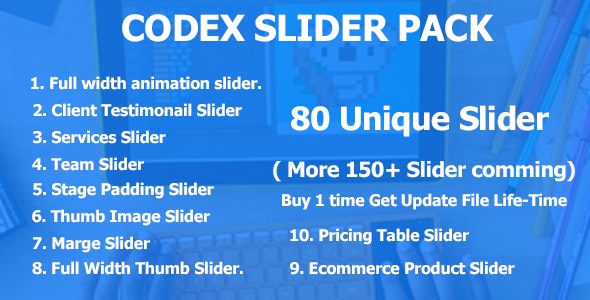 CODEX SLIDER PACK
1. Full width animation slider.
2. Client Testimonail Slider
3. Services Slider
4. Team Slider
5. Stage Padding Slider
6. Thumb Image Slider
7. Marge Slider
8. Full Width Thumb Slider.
80 Unique Slider
( More 150+ Slider comming)
Buy 1 time Get Update File Life-Time
10. Pricing Table Slider
9. Ecommerce Product Slider